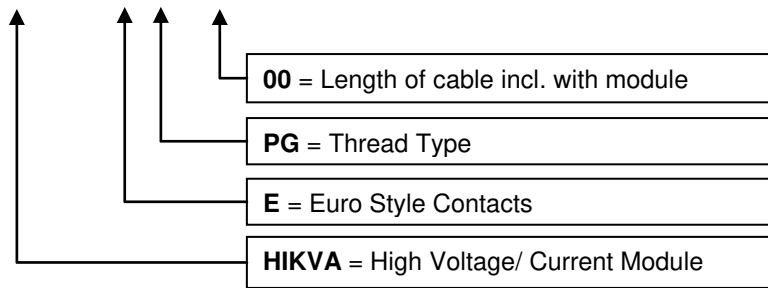 00 = Length of cable incl. with module
PG = Thread Type
E = Euro Style Contacts
HIKVA = High Voltage/ Current Module